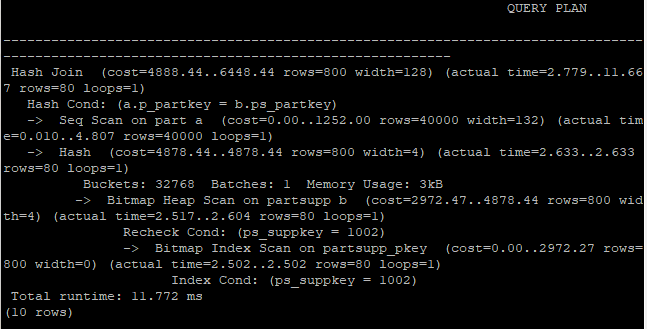 QUERY PLAN
--------------------------------------------------------------------------------
--------------------------------------------------------
 Hash Join  (cost=4888.44..6448.44 rows=800 width=128) (actual time=2.779..11.66
7 rows=80 loops=1)
   Hash Cond: (a.p_partkey = b.ps_partkey)
   ->  Seq Scan on part a  (cost=0.00..1252.00 rows=40000 width=132) (actual tim
e=0.010..4.807 rows=40000 loops=1)
   ->  Hash  (cost=4878.44..4878.44 rows=800 width=4) (actual time=2.633..2.633
rows=80 loops=1)
         Buckets: 32768  Batches: 1  Memory Usage: 3kB
         ->  Bitmap Heap Scan on partsupp b  (cost=2972.47..4878.44 rows=800 wid
th=4) (actual time=2.517..2.604 rows=80 loops=1)
               Recheck Cond: (ps_suppkey = 1002)
               ->  Bitmap Index Scan on partsupp_pkey  (cost=0.00..2972.27 rows=
800 width=0) (actual time=2.502..2.502 rows=80 loops=1)
                     Index Cond: (ps_suppkey = 1002)
 Total runtime: 11.772 ms
(10 rows)